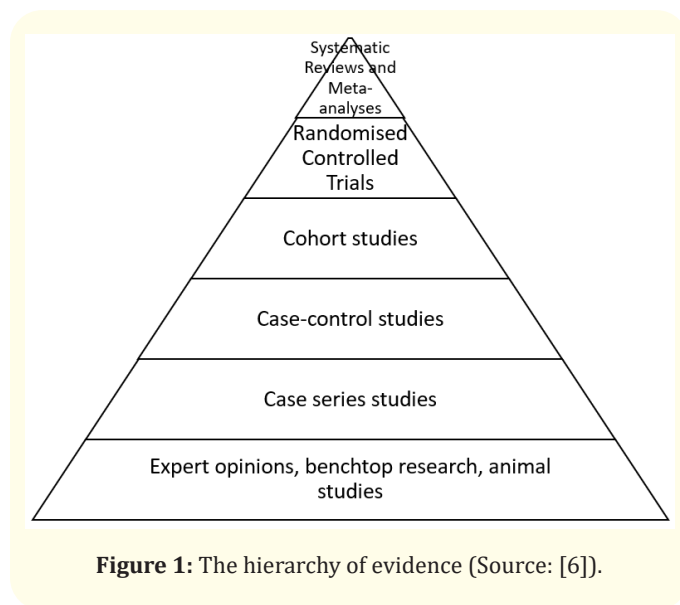 Systematic
Reviews and
Meta-
analyses
Randomised
Controlled
Trials
Cohort studies
Case-control studies
Case series studies
Expert opinions, benchtop research, animal
studies
Figure 1: The hierarchy of evidence (Source: [6]).